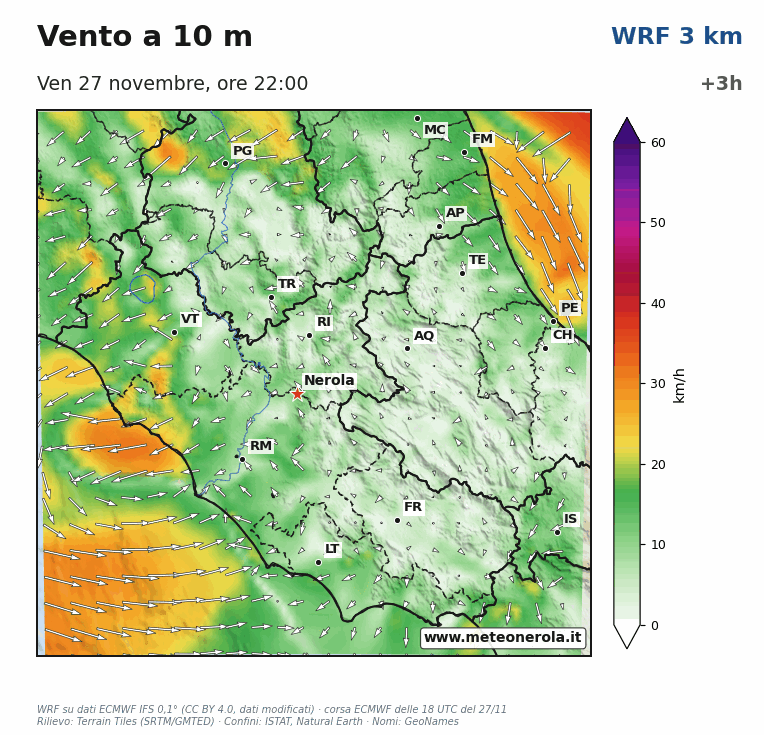 Vento a 10 m
WRF 3 km
Ven 27 novembre, ore 22:00
+3h
MC
FM
PG
AP
TE
TR
PE
VT
RI
AQ
CH
Nerola
RM
FR
IS
LT
www.meteonerola.it
60
50
40
30
20
10
0
km/h
WRF su dati ECMWF IFS 0,1° (CC BY 4.0, dati modificati) · corsa ECMWF delle 18 UTC del 27/11
Rilievo: Terrain Tiles (SRTM/GMTED) · Confini: ISTAT, Natural Earth · Nomi: GeoNames